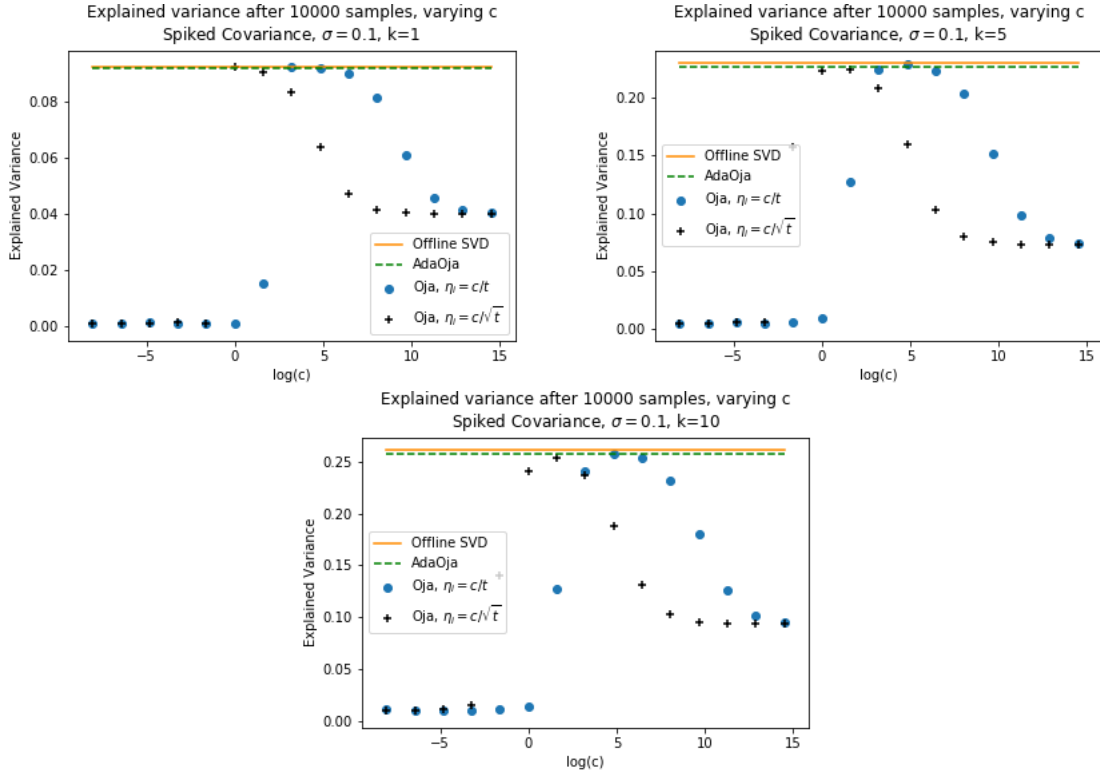 Explained variance after 10000 samples, varying c
Spiked Covariance, σ = 0.1, k=1
Explained Variance
0.08
0.06
0.04
0.02
0.00
Offline SVD
AdaOja
Oja, ηᵢ = c/t
Oja, ηᵢ = c/√t
−5
0
5
10
15
log(c)
Explained variance after 10000 samples, varying c
Spiked Covariance, σ = 0.1, k=5
Explained Variance
0.20
0.15
0.10
0.05
0.00
Offline SVD
AdaOja
Oja, ηᵢ = c/t
Oja, ηᵢ = c/√t
−5
0
5
10
15
log(c)
Explained variance after 10000 samples, varying c
Spiked Covariance, σ = 0.1, k=10
Explained Variance
0.25
0.20
0.15
0.10
0.05
0.00
Offline SVD
AdaOja
Oja, ηᵢ = c/t
Oja, ηᵢ = c/√t
−5
0
5
10
15
log(c)